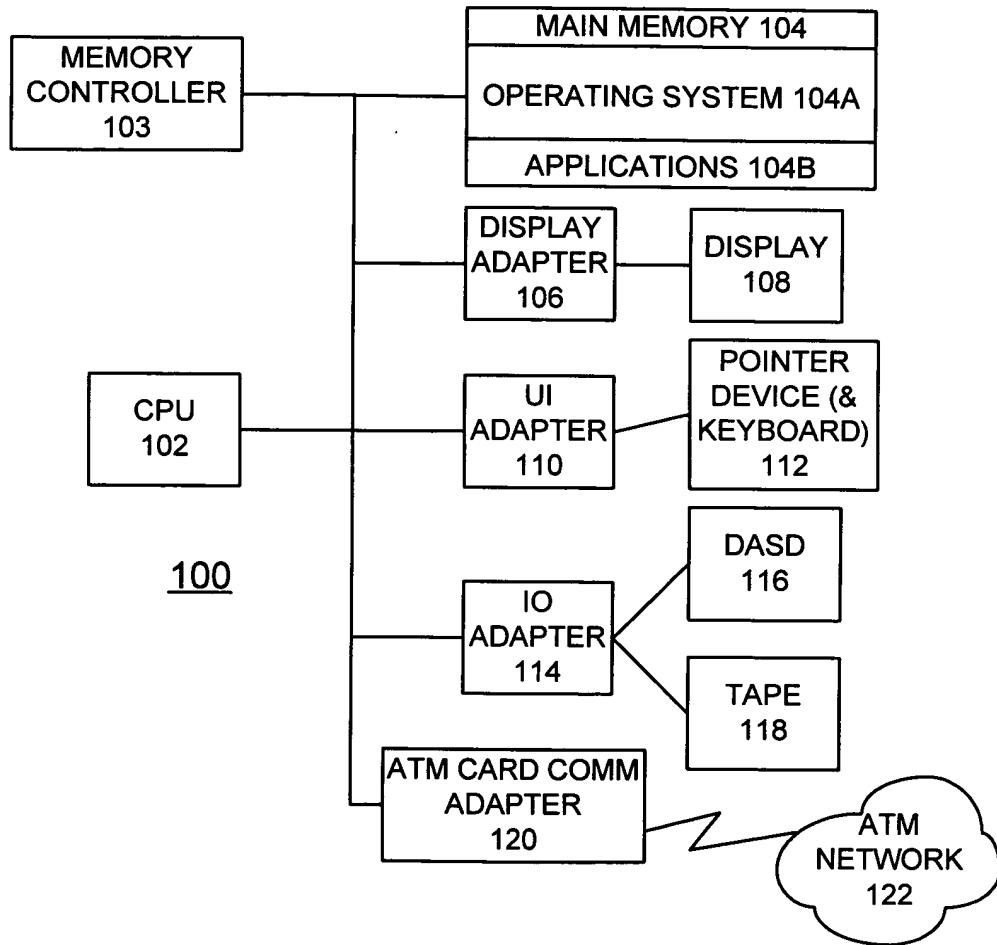 MEMORY
CONTROLLER
103
MAIN MEMORY 104
OPERATING SYSTEM 104A
APPLICATIONS 104B
DISPLAY
ADAPTER
106
DISPLAY
108
CPU
102
UI
ADAPTER
110
POINTER
DEVICE (&
KEYBOARD)
112
100
IO
ADAPTER
114
DASD
116
TAPE
118
ATM CARD COMM
ADAPTER
120
ATM
NETWORK
122